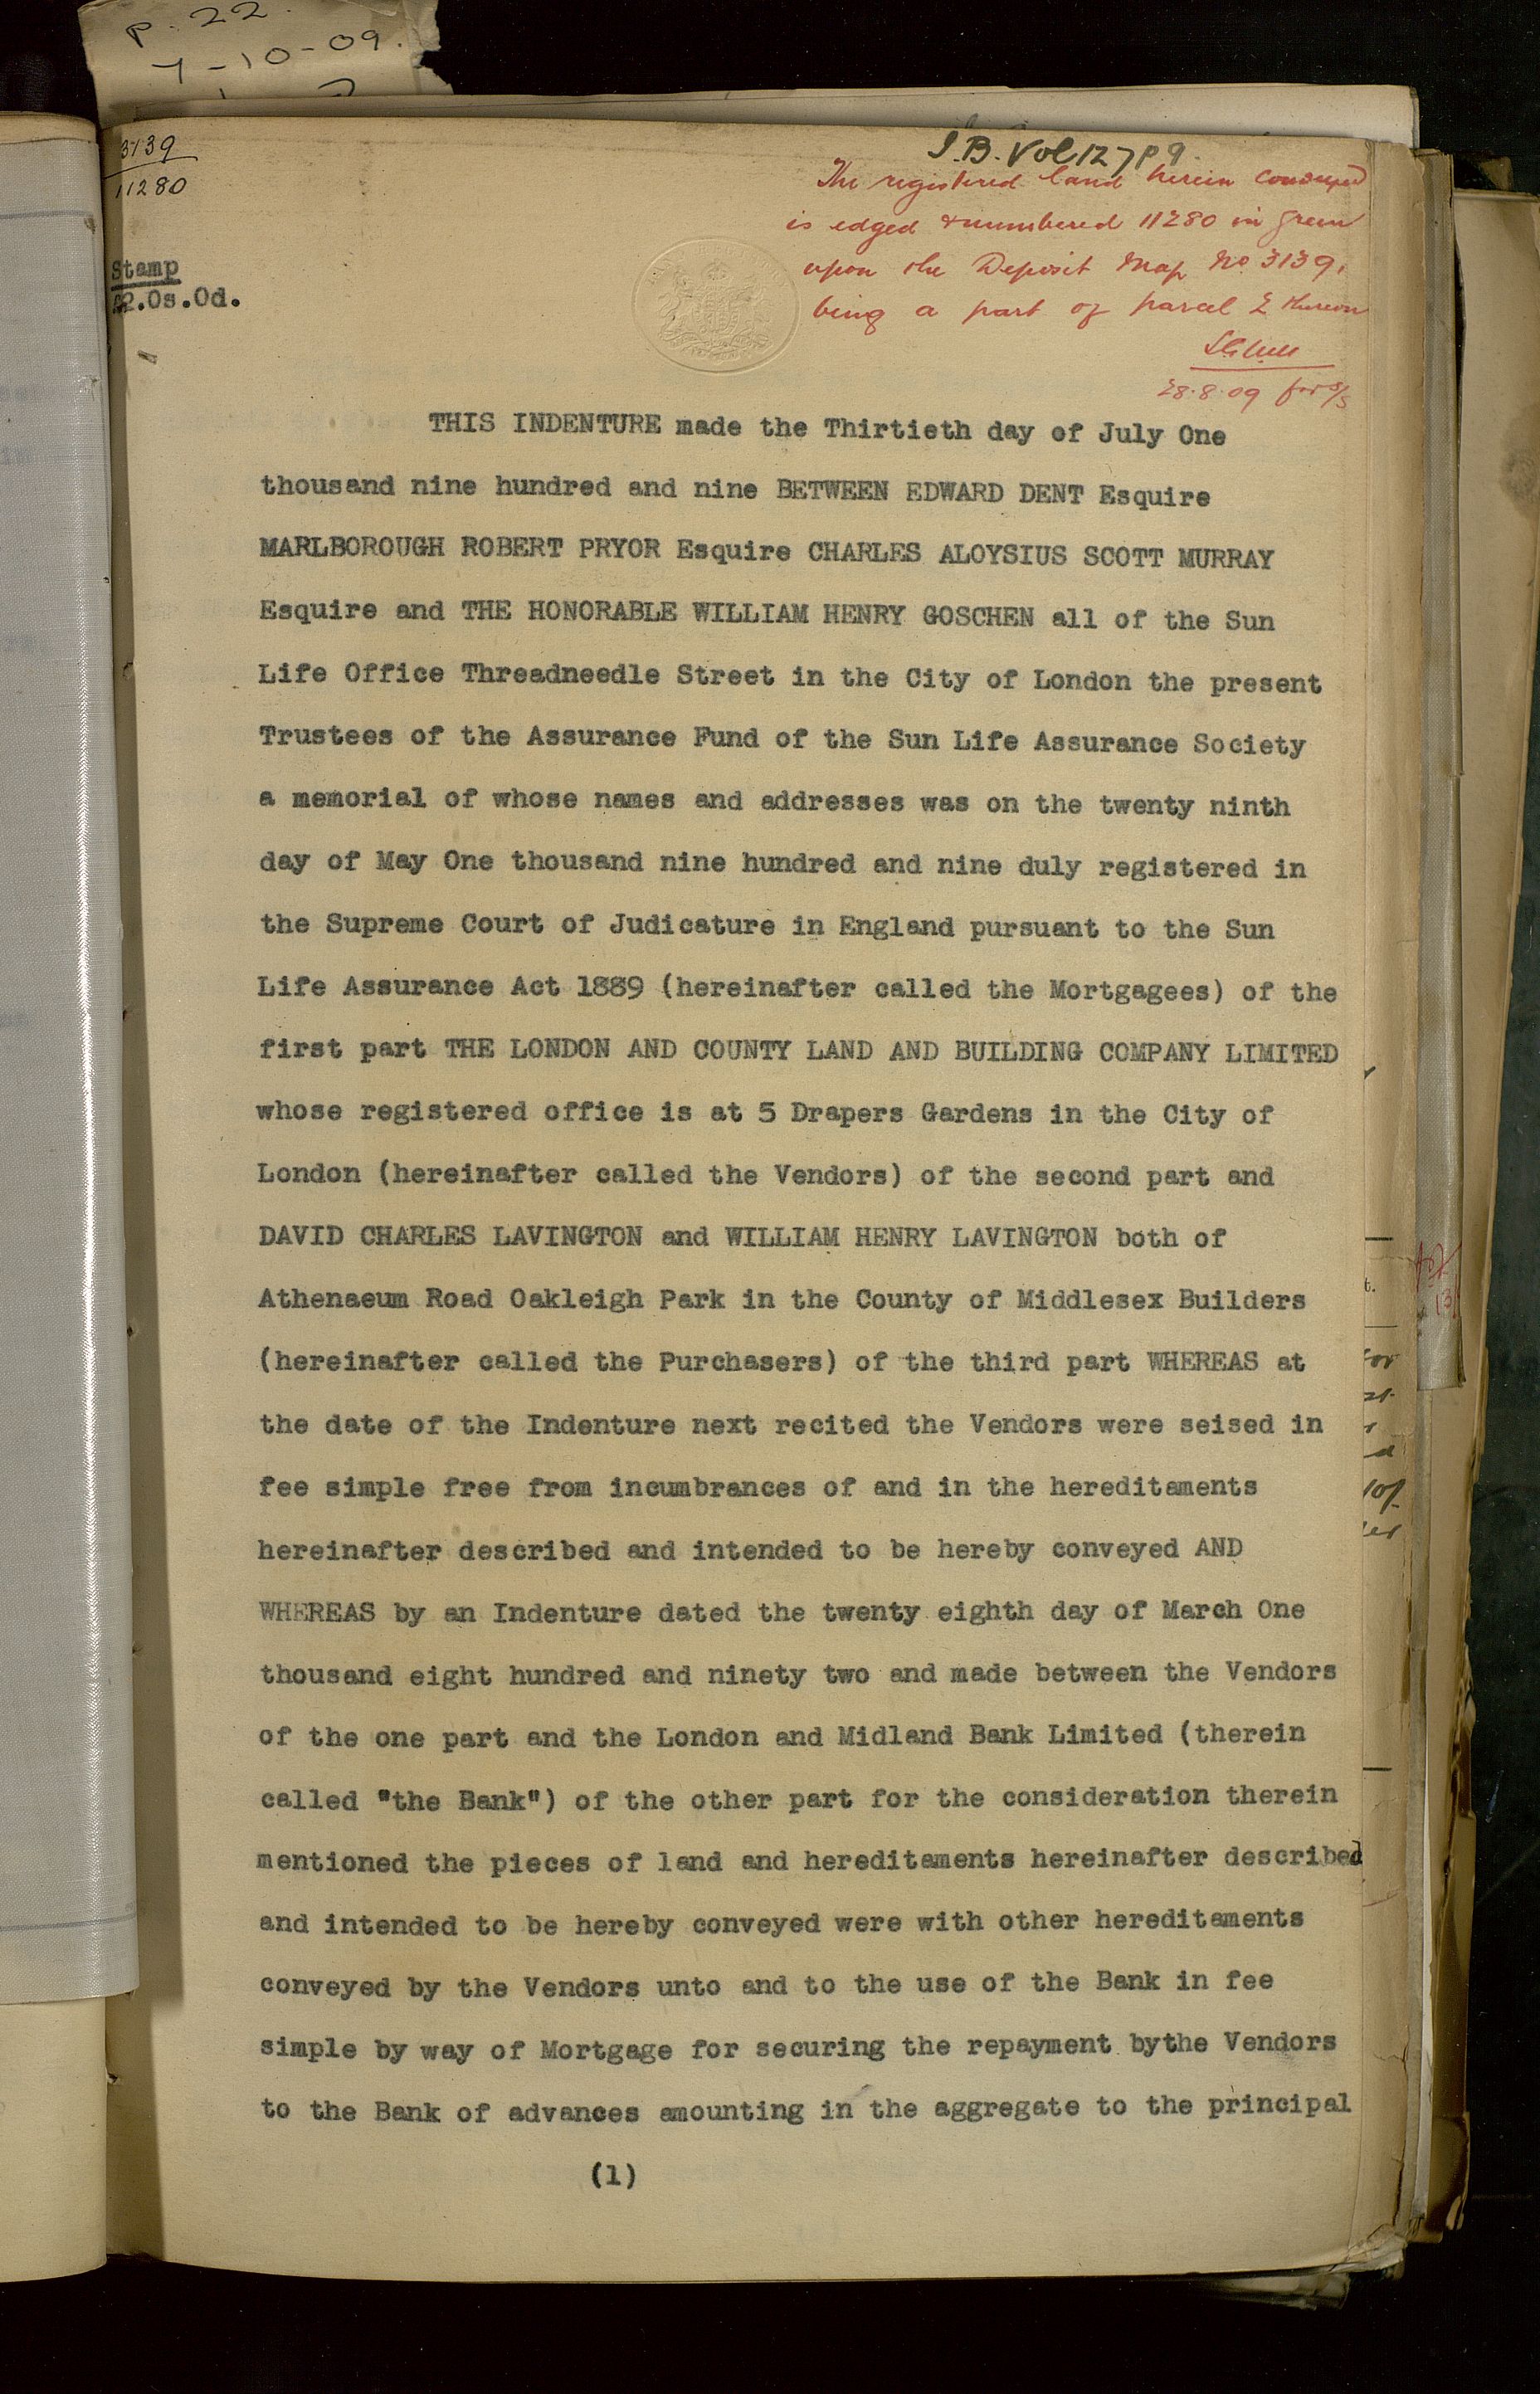 p. 22.
7-10-09.
3139
11280
Stamp
£2.0s.0d.
I.B. Vol 127 p 9.
The registered land herein conveyed
is edged & numbered 11280 in green
upon the Deposit Map No 3139,
being a part of parcel 2 thereon
28.8.09 for
THIS INDENTURE made the Thirtieth day of July One
thousand nine hundred and nine BETWEEN EDWARD DENT Esquire
MARLBOROUGH ROBERT PRYOR Esquire CHARLES ALOYSIUS SCOTT MURRAY
Esquire and THE HONORABLE WILLIAM HENRY GOSCHEN all of the Sun
Life Office Threadneedle Street in the City of London the present
Trustees of the Assurance Fund of the Sun Life Assurance Society
a memorial of whose names and addresses was on the twenty ninth
day of May One thousand nine hundred and nine duly registered in
the Supreme Court of Judicature in England pursuant to the Sun
Life Assurance Act 1889 (hereinafter called the Mortgagees) of the
first part THE LONDON AND COUNTY LAND AND BUILDING COMPANY LIMITED
whose registered office is at 5 Drapers Gardens in the City of
London (hereinafter called the Vendors) of the second part and
DAVID CHARLES LAVINGTON and WILLIAM HENRY LAVINGTON both of
Athenaeum Road Oakleigh Park in the County of Middlesex Builders
(hereinafter called the Purchasers) of the third part WHEREAS at
the date of the Indenture next recited the Vendors were seised in
fee simple free from incumbrances of and in the hereditaments
hereinafter described and intended to be hereby conveyed AND
WHEREAS by an Indenture dated the twenty eighth day of March One
thousand eight hundred and ninety two and made between the Vendors
of the one part and the London and Midland Bank Limited (therein
called "the Bank") of the other part for the consideration therein
mentioned the pieces of land and hereditaments hereinafter described
and intended to be hereby conveyed were with other hereditaments
conveyed by the Vendors unto and to the use of the Bank in fee
simple by way of Mortgage for securing the repayment bythe Vendors
to the Bank of advances amounting in the aggregate to the principal
(1)